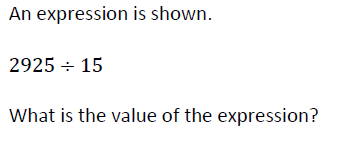 An expression is shown.
2925 ÷ 15
What is the value of the expression?